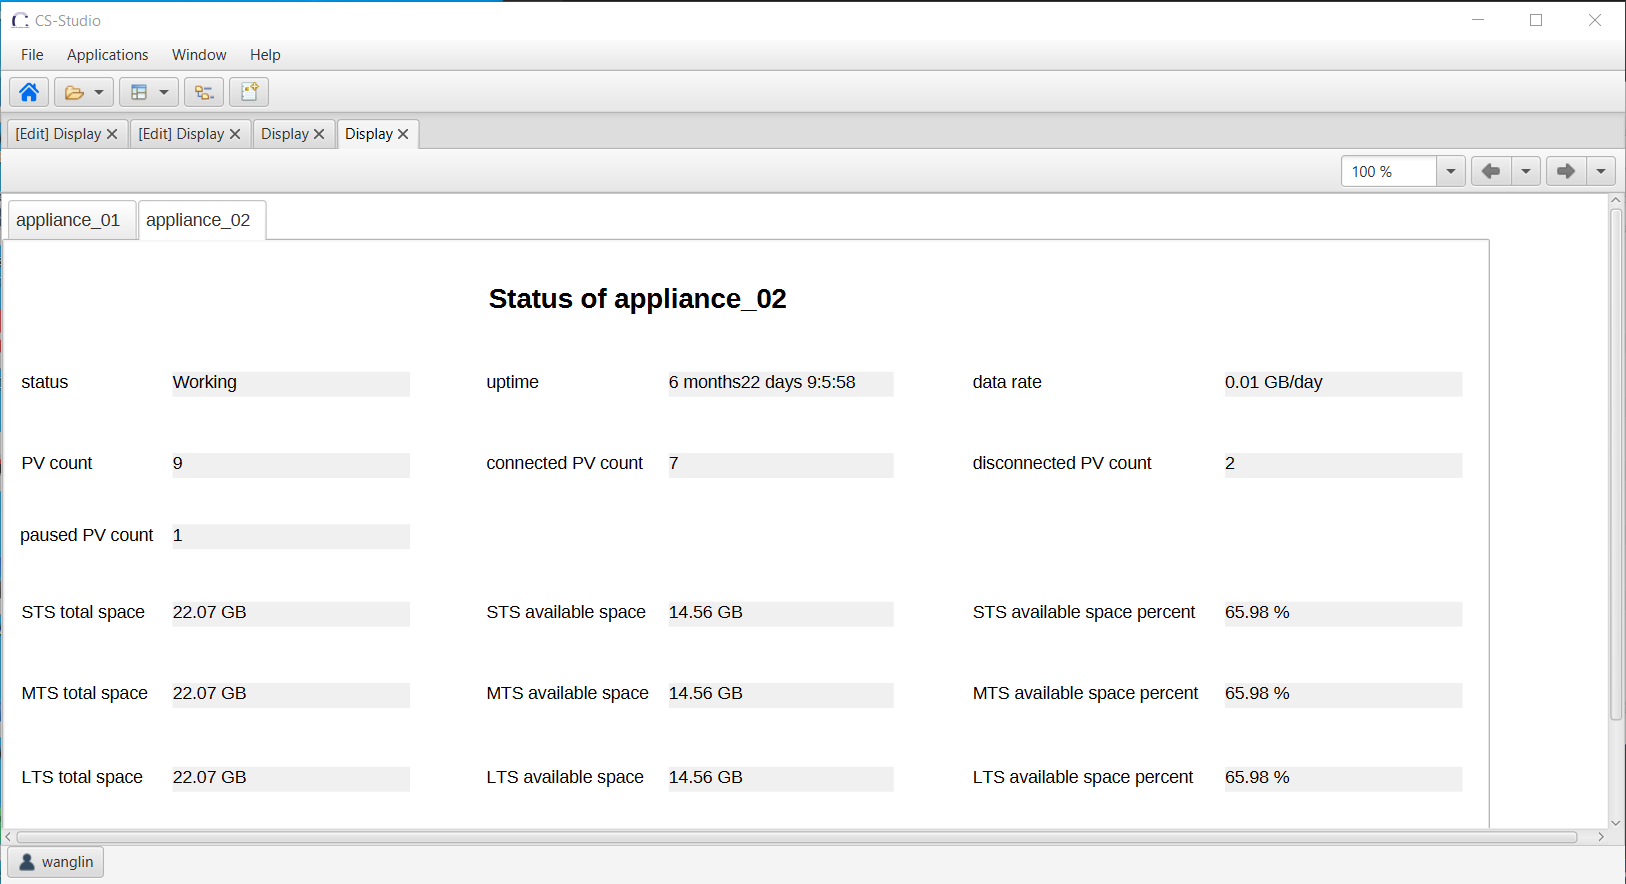 CS-Studio
File Applications Window Help
[Edit] Display [Edit] Display Display Display
100 %
appliance_01 appliance_02
Status of appliance_02
status Working uptime 6 months22 days 9:5:58 data rate 0.01 GB/day
PV count 9 connected PV count 7 disconnected PV count 2
paused PV count 1
STS total space 22.07 GB STS available space 14.56 GB STS available space percent 65.98 %
MTS total space 22.07 GB MTS available space 14.56 GB MTS available space percent 65.98 %
LTS total space 22.07 GB LTS available space 14.56 GB LTS available space percent 65.98 %
wanglin